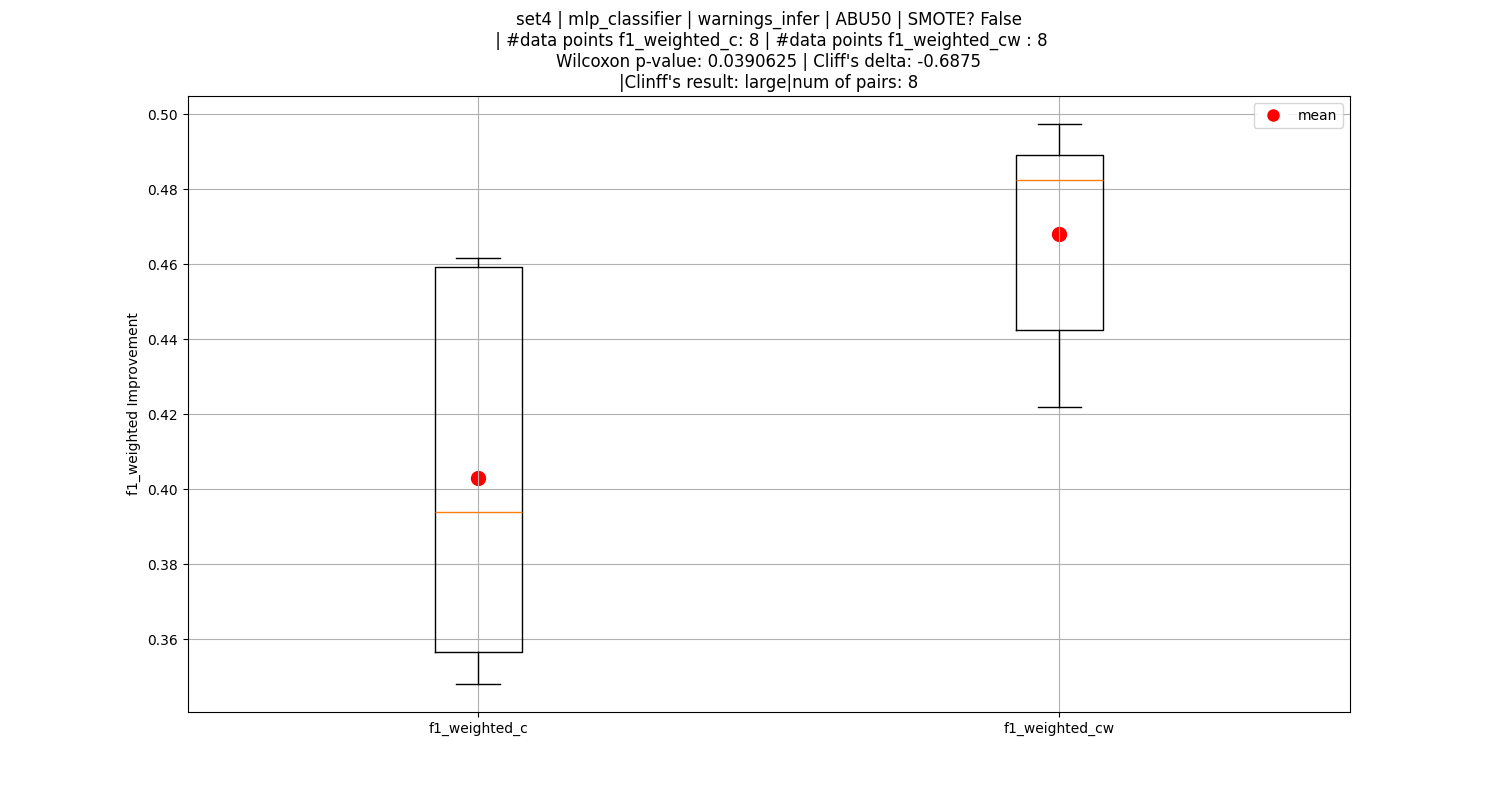 set4 | mlp_classifier | warnings_infer | ABU50 | SMOTE? False
| #data points f1_weighted_c: 8 | #data points f1_weighted_cw : 8
Wilcoxon p-value: 0.0390625 | Cliff's delta: -0.6875
|Clinff's result: large|num of pairs: 8
mean
0.50
0.48
0.46
0.44
0.42
0.40
0.38
0.36
f1_weighted Improvement
f1_weighted_c
f1_weighted_cw